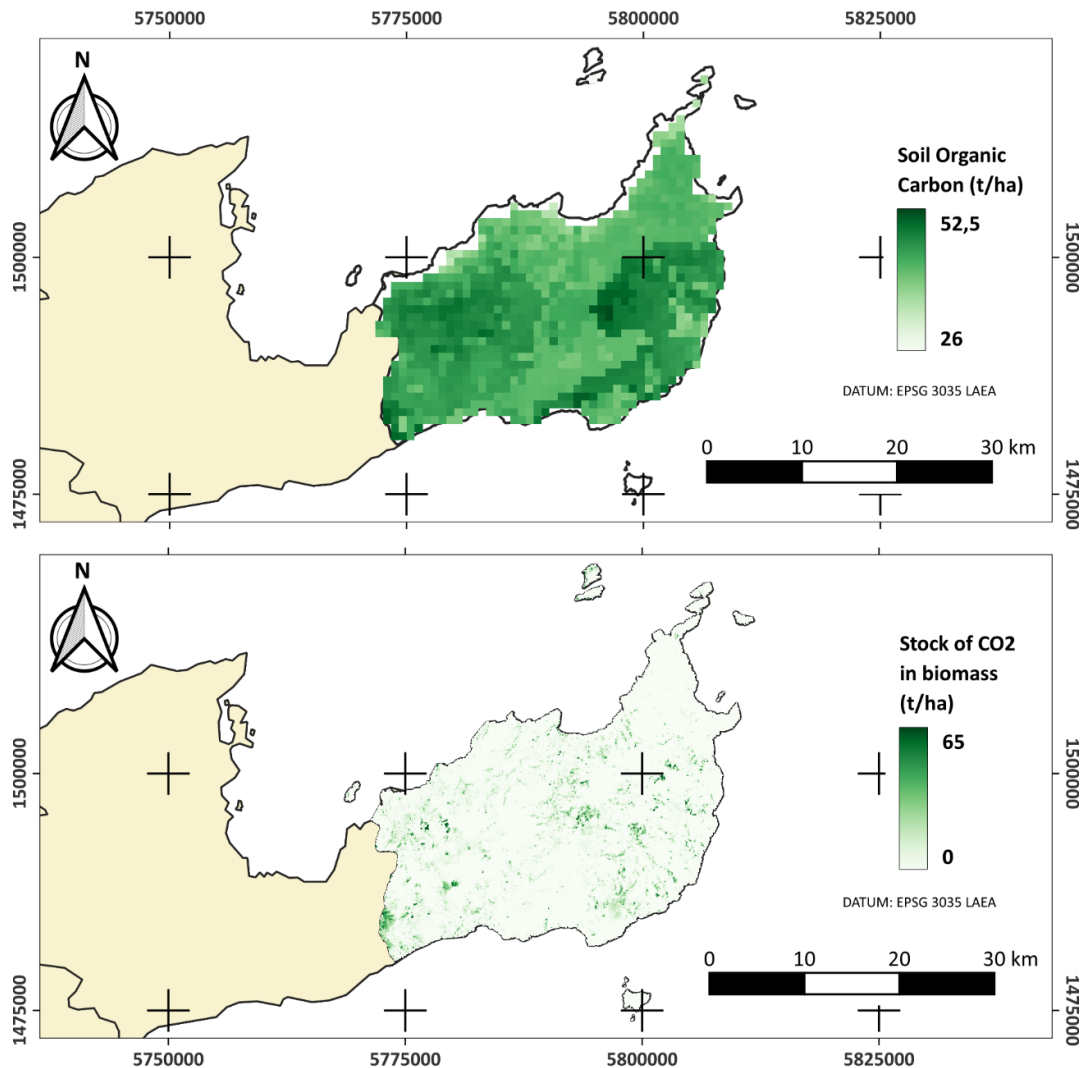 5750000 5775000 5800000 5825000
N
1500000
1475000
Soil Organic
Carbon (t/ha)
52,5
26
DATUM: EPSG 3035 LAEA
0 10 20 30 km
1500000
1475000
N
1500000
1475000
Stock of CO2
in biomass
(t/ha)
65
0
DATUM: EPSG 3035 LAEA
0 10 20 30 km
1500000
1475000
5750000 5775000 5800000 5825000